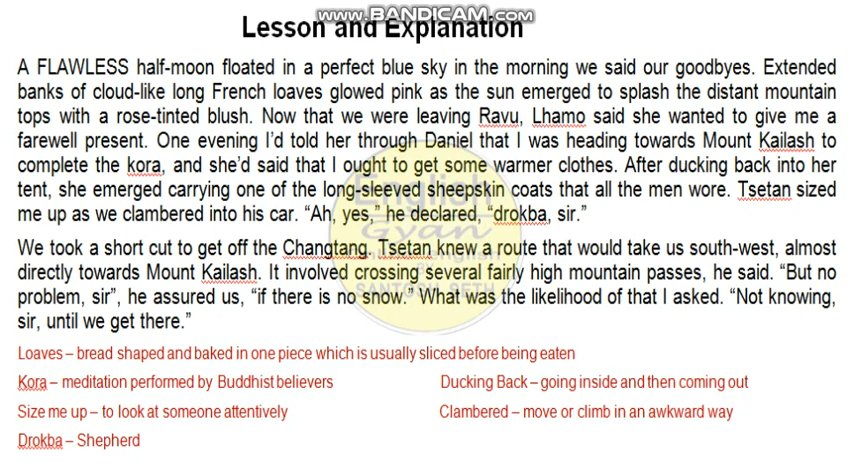 www.BANDICAM.com
Lesson and Explanation
A FLAWLESS half-moon floated in a perfect blue sky in the morning we said our goodbyes. Extended
banks of cloud-like long French loaves glowed pink as the sun emerged to splash the distant mountain
tops with a rose-tinted blush. Now that we were leaving Ravu, Lhamo said she wanted to give me a
farewell present. One evening I’d told her through Daniel that I was heading towards Mount Kailash to
complete the kora, and she’d said that I ought to get some warmer clothes. After ducking back into her
tent, she emerged carrying one of the long-sleeved sheepskin coats that all the men wore. Tsetan sized
me up as we clambered into his car. “Ah, yes,” he declared, “drokba, sir.”
We took a short cut to get off the Changtang. Tsetan knew a route that would take us south-west, almost
directly towards Mount Kailash. It involved crossing several fairly high mountain passes, he said. “But no
problem, sir”, he assured us, “if there is no snow.” What was the likelihood of that I asked. “Not knowing,
sir, until we get there.”
English
Gyan
SANTOSH SETH
Loaves – bread shaped and baked in one piece which is usually sliced before being eaten
Kora – meditation performed by Buddhist believers
Ducking Back – going inside and then coming out
Size me up – to look at someone attentively
Clambered – move or climb in an awkward way
Drokba – Shepherd